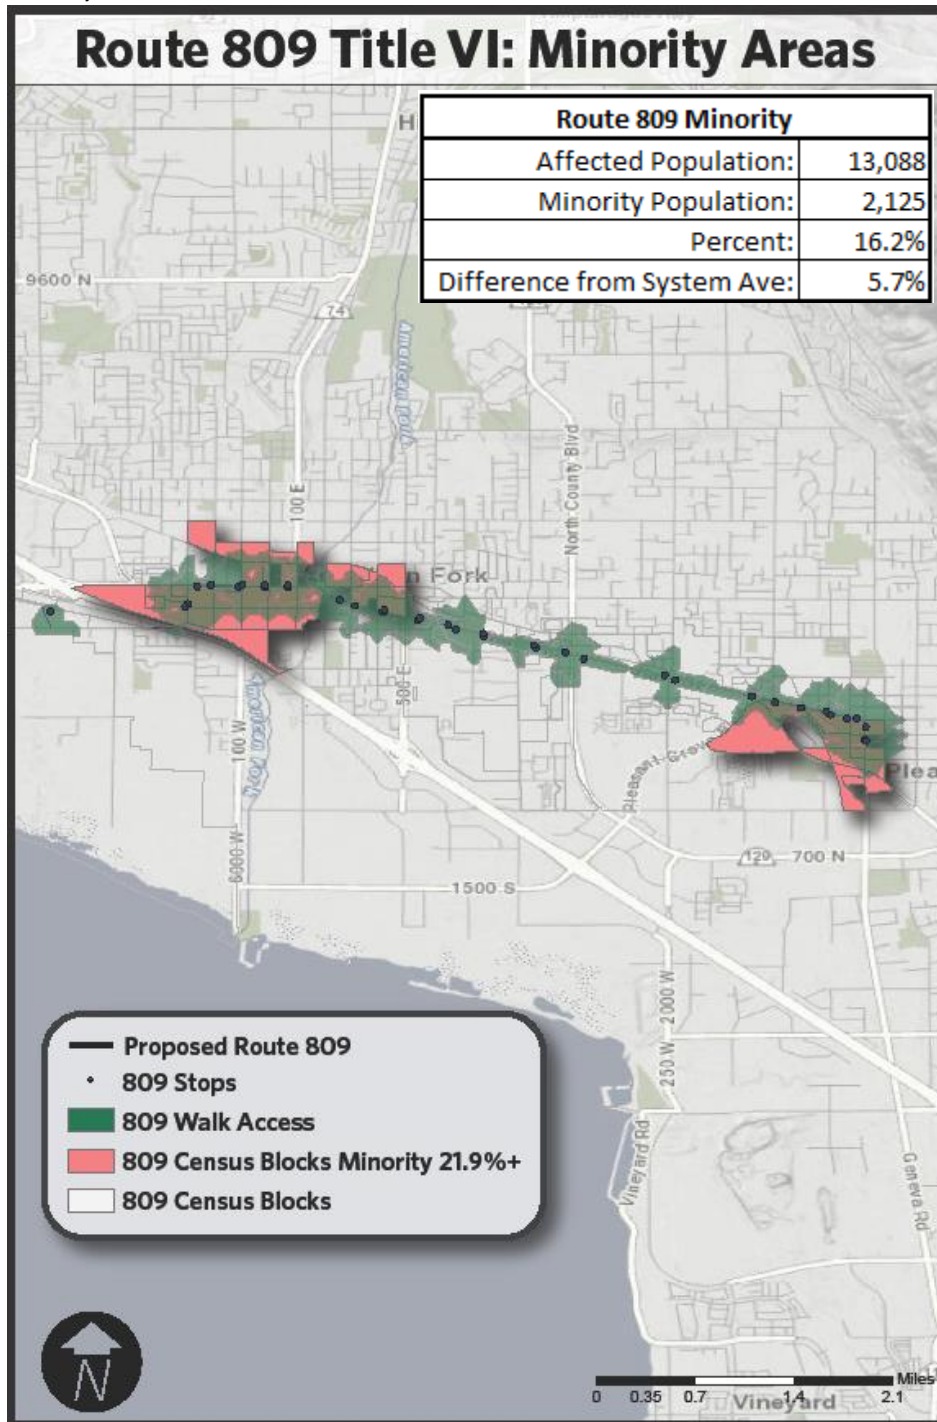 Route 809 Title VI: Minority Areas
Route 809 Minority
Affected Population: 13,088
Minority Population: 2,125
Percent: 16.2%
Difference from System Ave: 5.7%
H
9600 N
74
American Fork
North County Blvd
100 E
n Fork
500 E
American Fork
100 W
Pleasant Grove
Plea
6000 W
129
700 N
1500 S
2000 W
250 W
Vineyard Rd
Geneva Rd
Proposed Route 809
809 Stops
809 Walk Access
809 Census Blocks Minority 21.9%+
809 Census Blocks
N
Miles
0 0.35 0.7 1.4 2.1
Vineyard